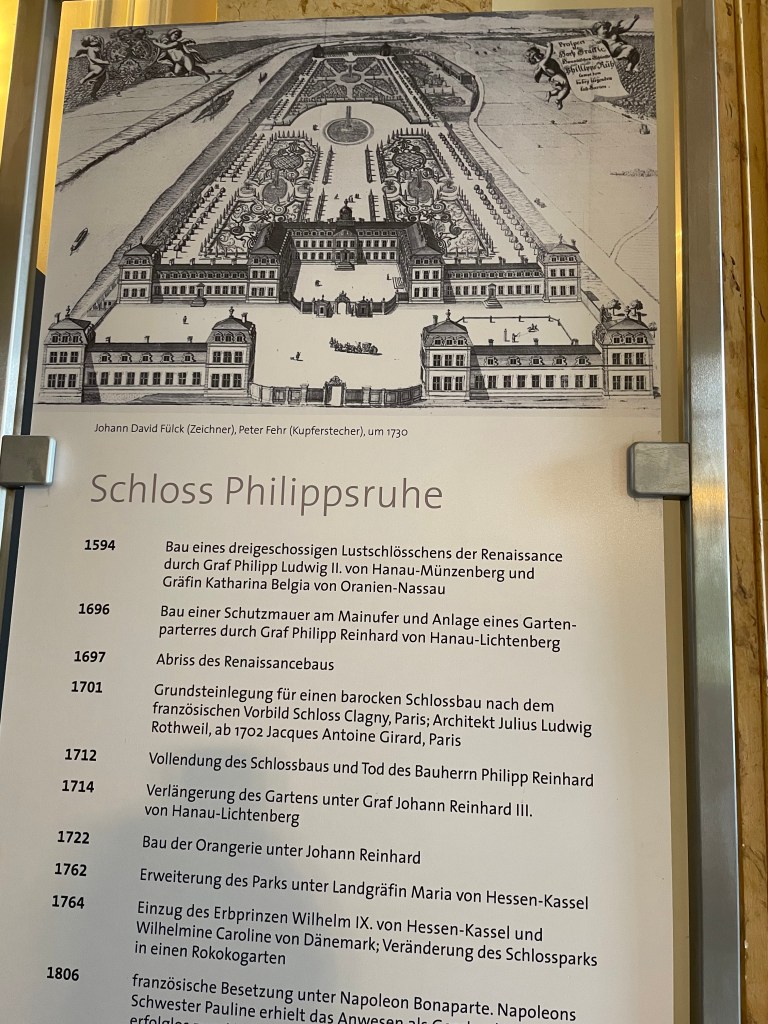 Prospect
Philipps Ruh
Johann David Fülck (Zeichner), Peter Fehr (Kupferstecher), um 1730
Schloss Philippsruhe
1594 Bau eines dreigeschossigen Lustschlösschens der Renaissance
durch Graf Philipp Ludwig II. von Hanau-Münzenberg und
Gräfin Katharina Belgia von Oranien-Nassau
1696 Bau einer Schutzmauer am Mainufer und Anlage eines Garten-
parterres durch Graf Philipp Reinhard von Hanau-Lichtenberg
1697 Abriss des Renaissancebaus
1701 Grundsteinlegung für einen barocken Schlossbau nach dem
französischen Vorbild Schloss Clagny, Paris; Architekt Julius Ludwig
Rothweil, ab 1702 Jacques Antoine Girard, Paris
1712 Vollendung des Schlossbaus und Tod des Bauherrn Philipp Reinhard
1714 Verlängerung des Gartens unter Graf Johann Reinhard III.
von Hanau-Lichtenberg
1722 Bau der Orangerie unter Johann Reinhard
1762 Erweiterung des Parks unter Landgräfin Maria von Hessen-Kassel
1764 Einzug des Erbprinzen Wilhelm IX. von Hessen-Kassel und
Wilhelmine Caroline von Dänemark; Veränderung des Schlossparks
in einen Rokokogarten
1806 französische Besetzung unter Napoleon Bonaparte. Napoleons
Schwester Pauline erhielt das Anwesen als